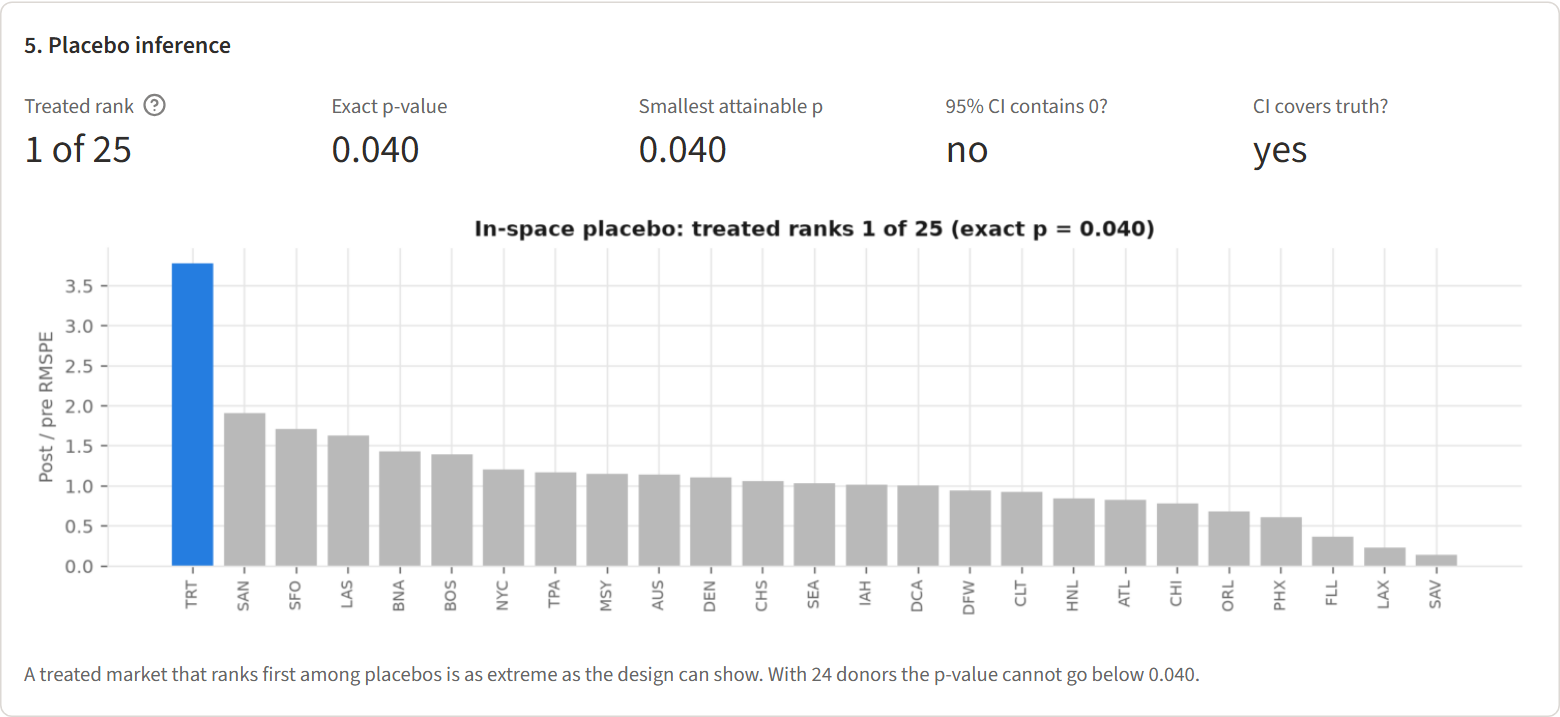 5. Placebo inference
Treated rank ?
Exact p-value
Smallest attainable p
95% CI contains 0?
CI covers truth?
1 of 25
0.040
0.040
no
yes
In-space placebo: treated ranks 1 of 25 (exact p = 0.040)
Post / pre RMSPE
3.5
3.0
2.5
2.0
1.5
1.0
0.5
0.0
TRT
SAN
SFO
LAS
BNA
BOS
NYC
TPA
MSY
AUS
DEN
CHS
SEA
IAH
DCA
DFW
CLT
HNL
ATL
CHI
ORL
PHX
FLL
LAX
SAV
A treated market that ranks first among placebos is as extreme as the design can show. With 24 donors the p-value cannot go below 0.040.